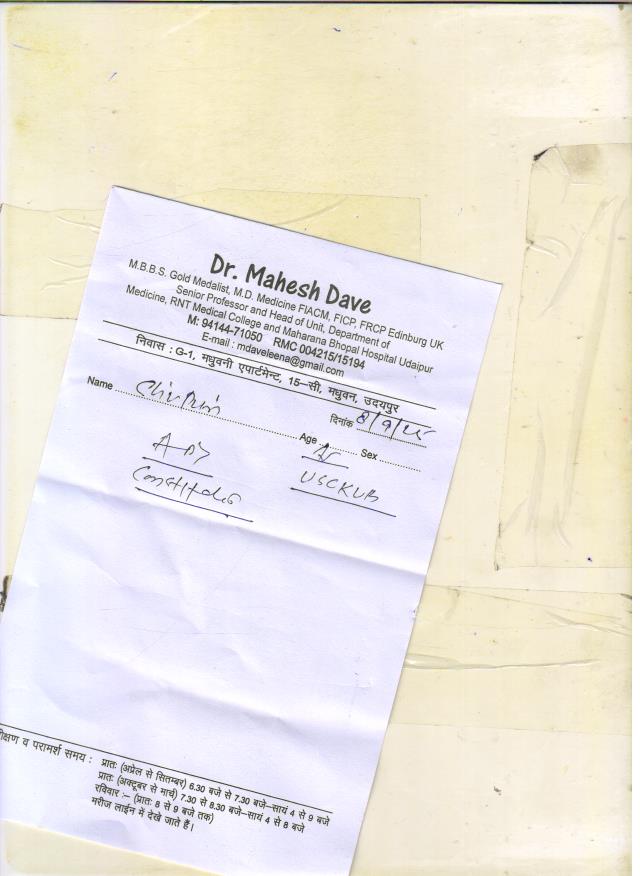 Dr. Mahesh Dave
M.B.B.S. Gold Medalist, M.D. Medicine FIACM, FICP, FRCP Edinburg UK
Senior Professor and Head of Unit, Department of
Medicine, RNT Medical College and Maharana Bhopal Hospital Udaipur
M: 94144-71050 RMC 004215/15194
E-mail : mdaveleena@gmail.com
निवास : G-1, मधुवनी एपार्टमेन्ट, 15–सी, मधुवन, उदयपुर
दिनांक 8/9/
Name
Age Sex
USCKUB
रीक्षण व परामर्श समय : प्रातः (अप्रेल से सितम्बर) 6.30 बजे से 7.30 बजे–सायं 4 से 9 बजे
प्रातः (अक्टूबर से मार्च) 7.30 से 8.30 बजे–सायं 4 से 8 बजे
रविवार :– (प्रातः 8 से 9 बजे तक)
मरीज लाईन में देखे जाते हैं।